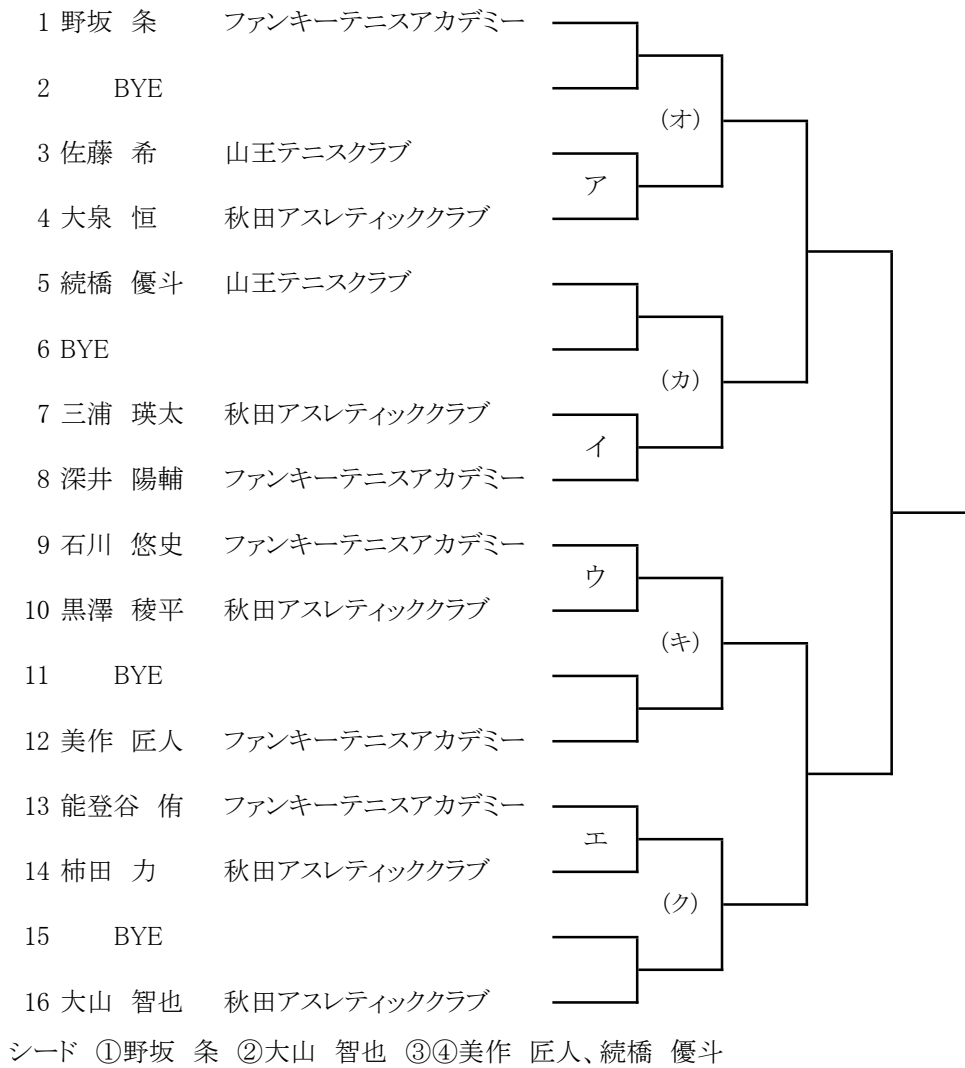 1 野坂 条 ファンキーテニスアカデミー
2 BYE
(オ)
3 佐藤 希 山王テニスクラブ
ア
4 大泉 恒 秋田アスレティッククラブ
5 続橋 優斗 山王テニスクラブ
6 BYE
(カ)
7 三浦 瑛太 秋田アスレティッククラブ
イ
8 深井 陽輔 ファンキーテニスアカデミー
9 石川 悠史 ファンキーテニスアカデミー
ウ
10 黒澤 稜平 秋田アスレティッククラブ
(キ)
11 BYE
12 美作 匠人 ファンキーテニスアカデミー
13 能登谷 侑 ファンキーテニスアカデミー
エ
14 柿田 力 秋田アスレティッククラブ
(ク)
15 BYE
16 大山 智也 秋田アスレティッククラブ
シード ①野坂 条 ②大山 智也 ③④美作 匠人、続橋 優斗